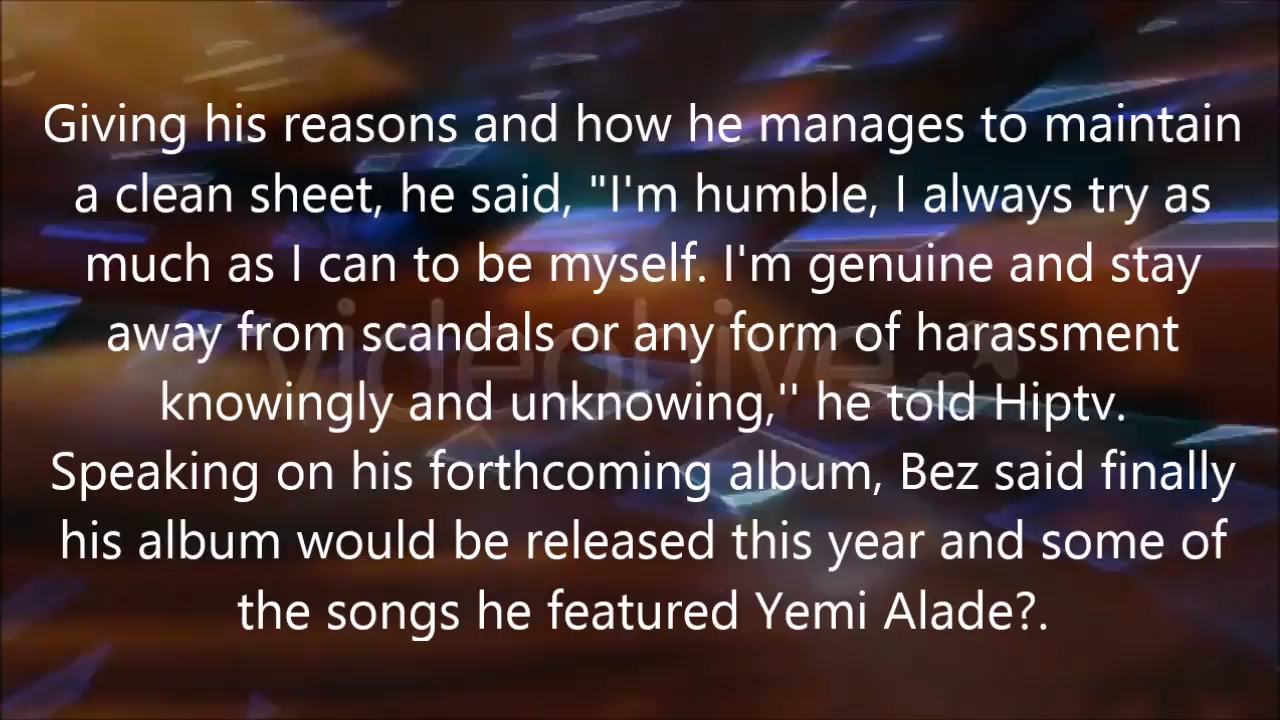 Giving his reasons and how he manages to maintain
a clean sheet, he said, "I'm humble, I always try as
much as I can to be myself. I'm genuine and stay
away from scandals or any form of harassment
knowingly and unknowing,'' he told Hiptv.
Speaking on his forthcoming album, Bez said finally
his album would be released this year and some of
the songs he featured Yemi Alade?.
videohive